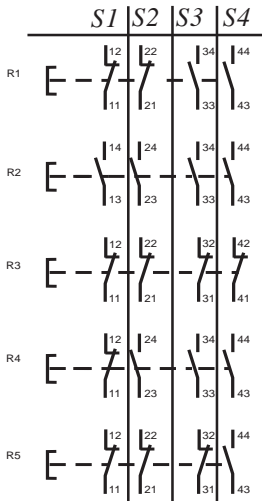 S1 S2 S3 S4
12 22 34 44
R1
11 21 33 43
14 24 34 44
R2
13 23 33 43
12 22 32 42
R3
11 21 31 41
12 24 34 44
R4
11 23 33 43
12 22 32 44
R5
11 21 31 43